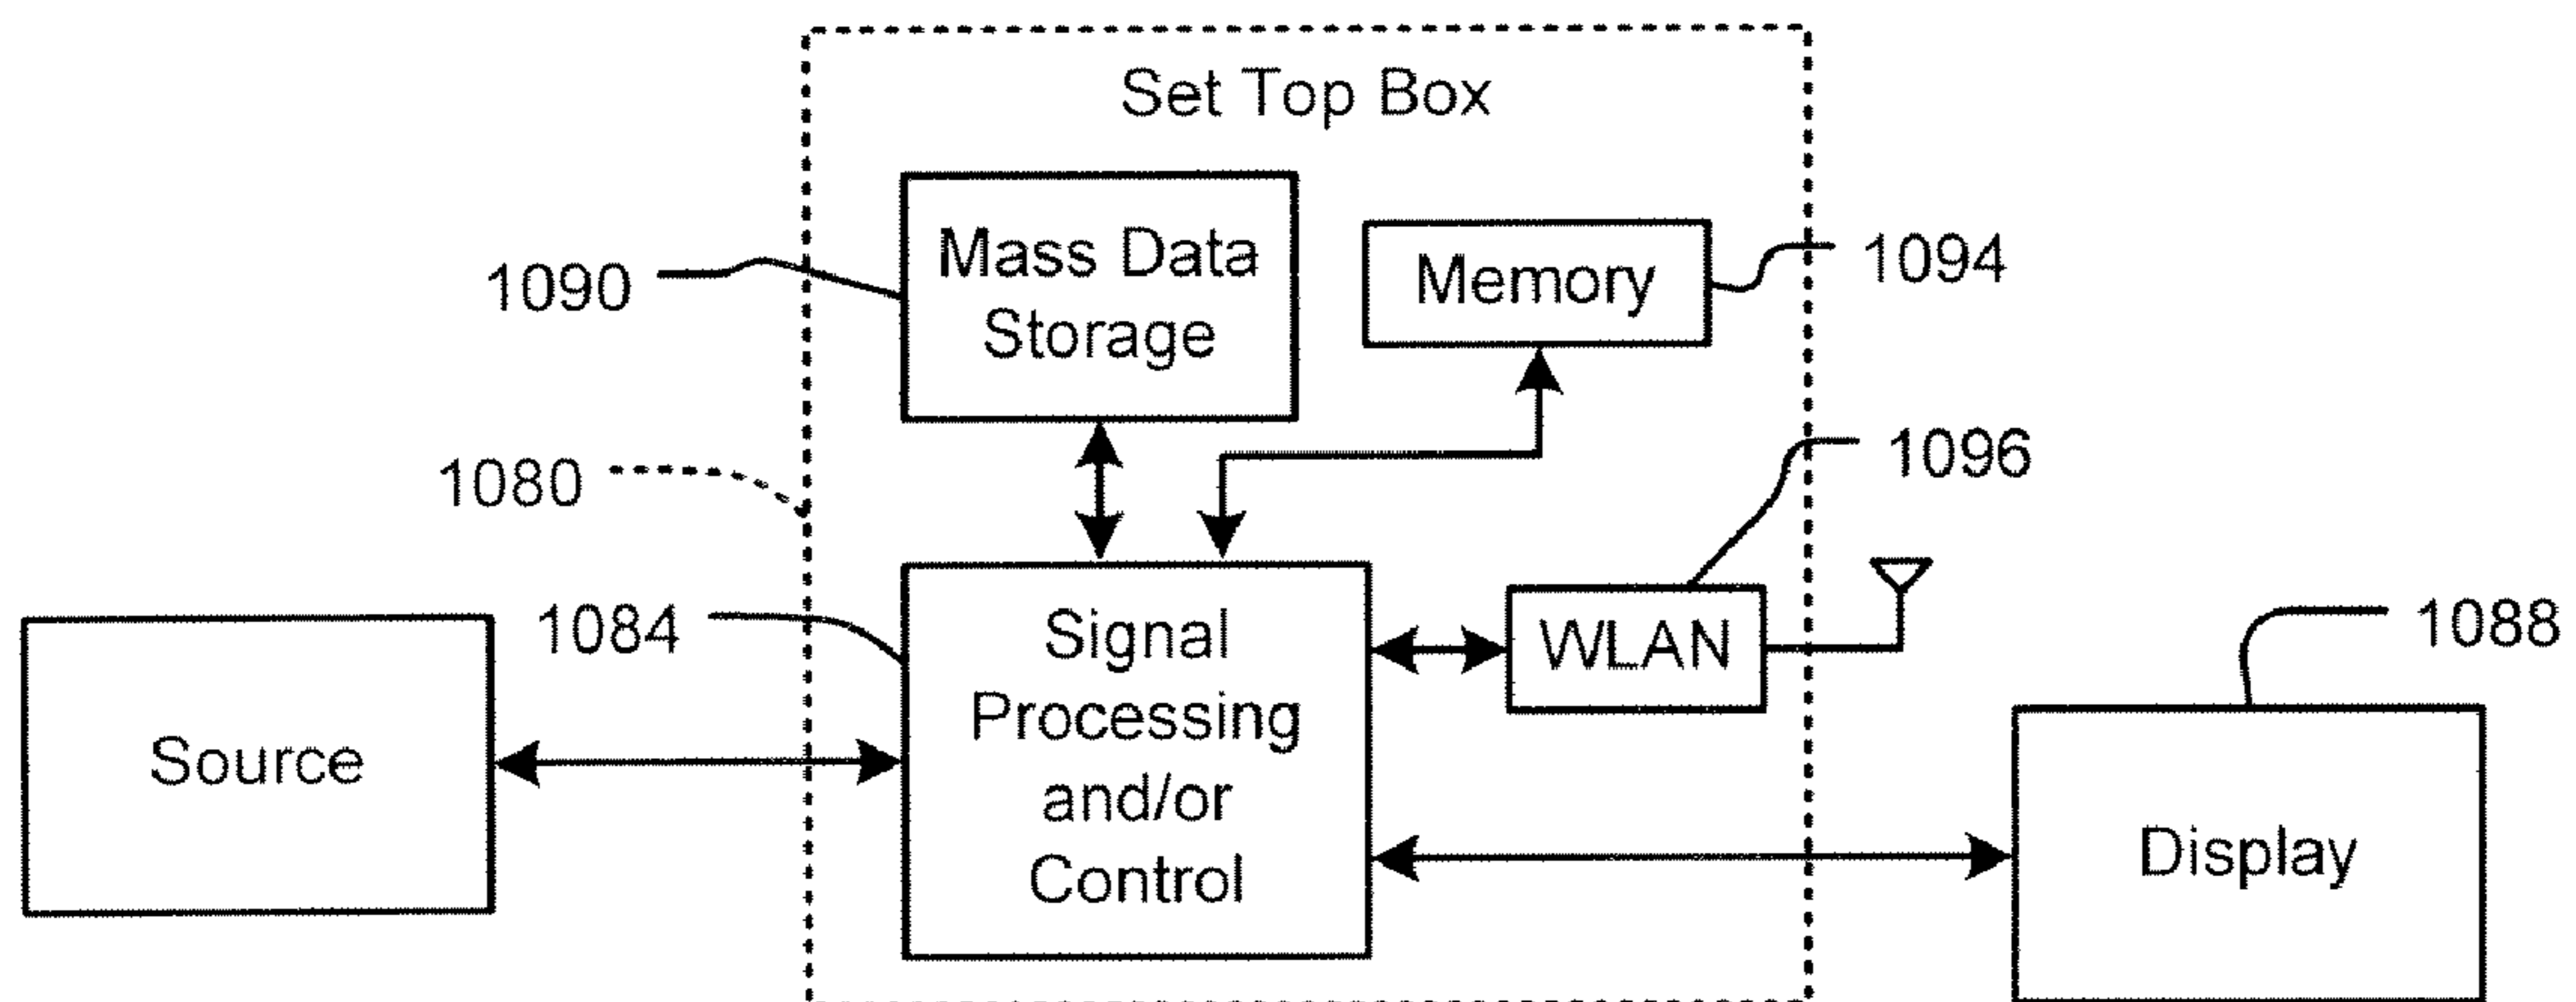 Set Top Box
Mass Data
Storage
1090
Memory
1094
1080
1096
1084
Signal
Processing
and/or
Control
WLAN
1088
Source
Display